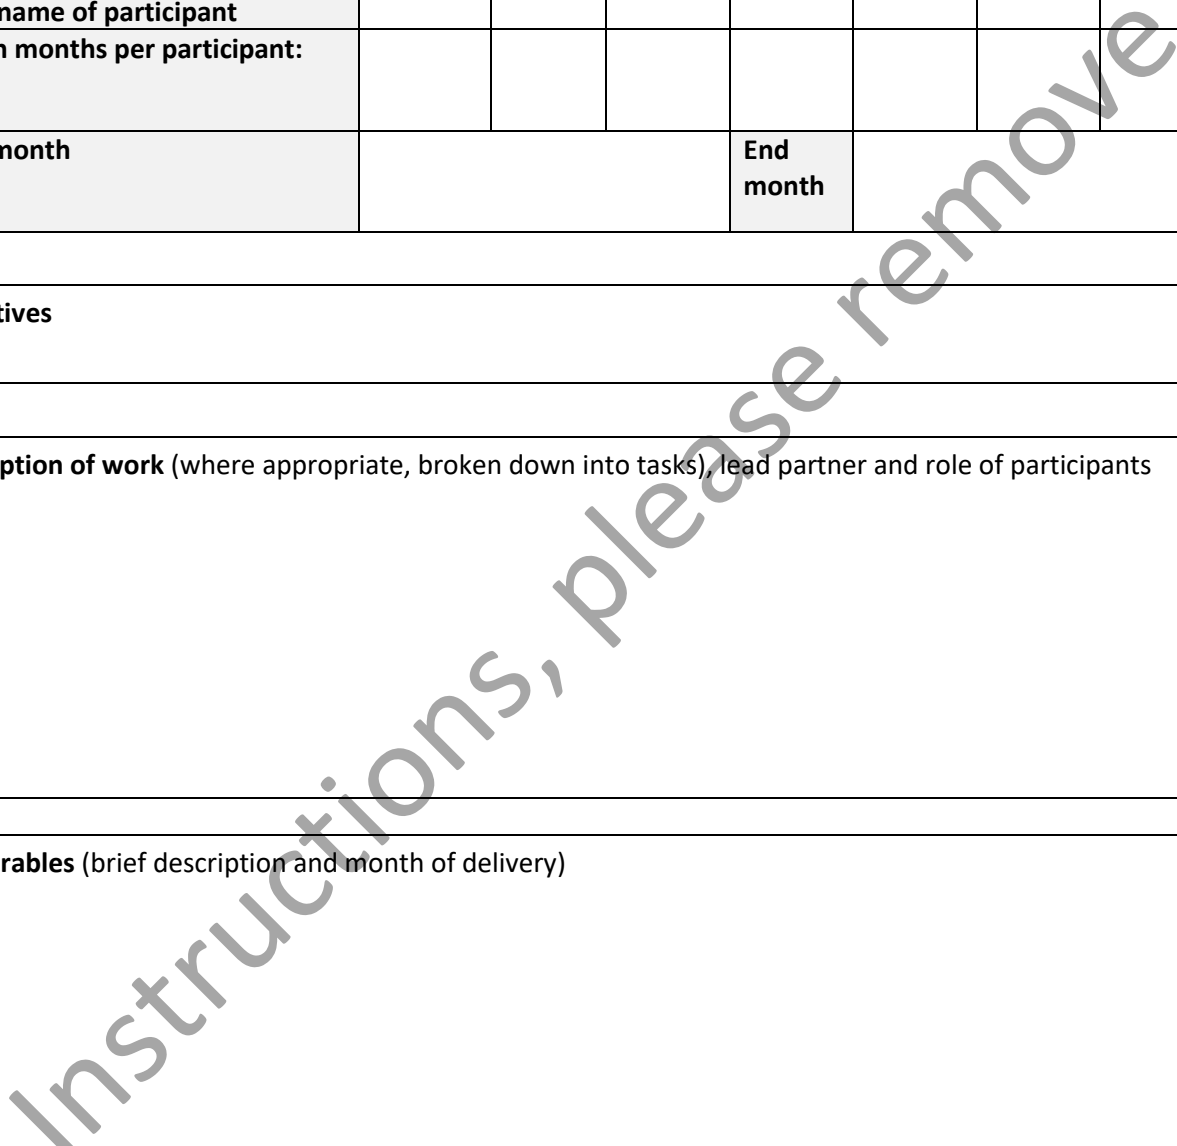 name of participant
n months per participant:
month
End
month
tives
ption of work (where appropriate, broken down into tasks), lead partner and role of participants
rables (brief description and month of delivery)
Instructions, please remove